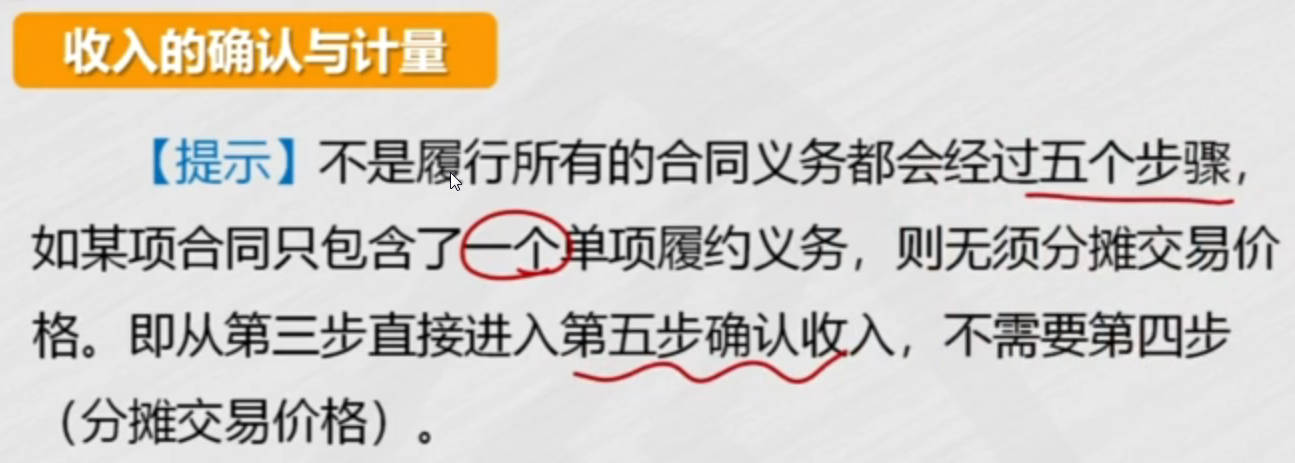 收入的确认与计量
【提示】不是履行所有的合同义务都会经过五个步骤，
如某项合同只包含了一个单项履约义务，则无须分摊交易价
格。即从第三步直接进入第五步确认收入，不需要第四步
（分摊交易价格）。